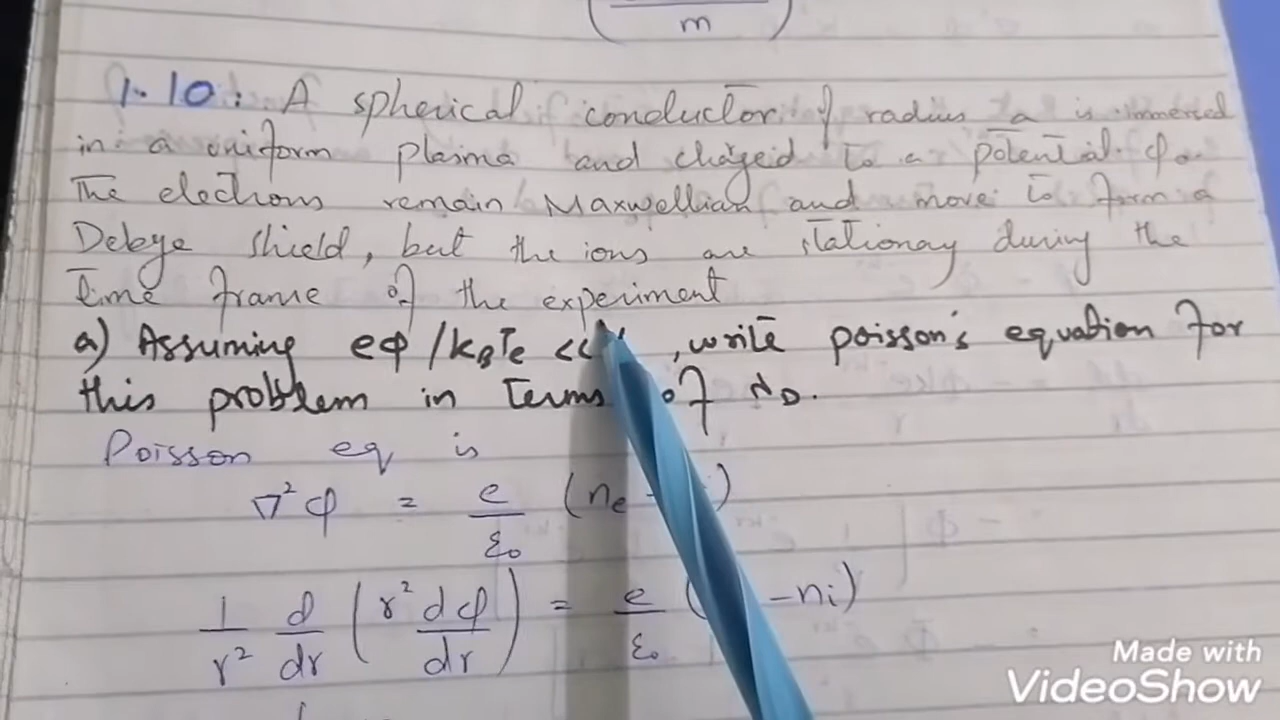 m
1.10: A spherical conductor of radius a is immersed
in a uniform plasma and charged to a potential φ₀.
The electrons remain Maxwellian and move to form a
Debye shield, but the ions are stationary during the
time frame of the experiment
a) Assuming eφ/kBTe << , write poisson's equation for
this problem in terms of λD.
Poisson eq is
∇²φ = e/ε₀ (ne
1/r² d/dr (r² dφ/dr) = e/ε₀ ( -ni)
Made with
VideoShow